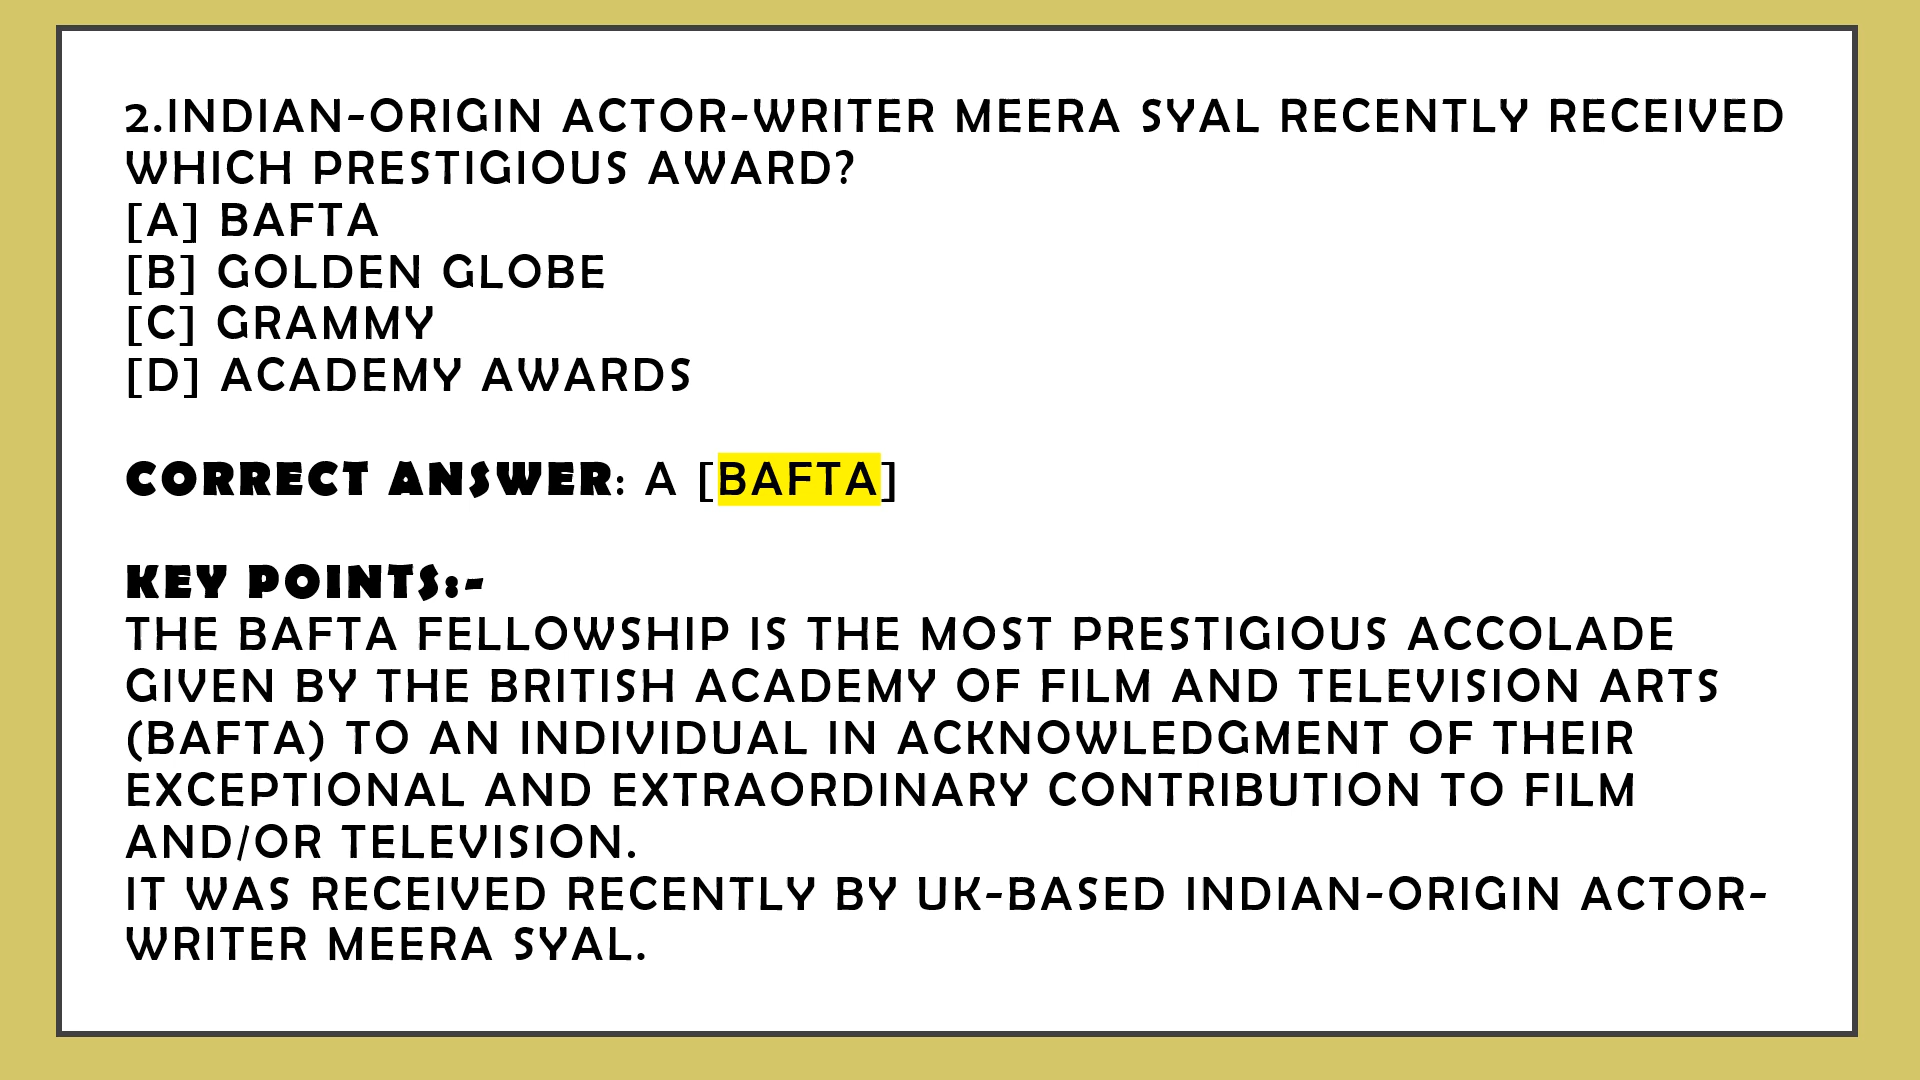 2.INDIAN-ORIGIN ACTOR-WRITER MEERA SYAL RECENTLY RECEIVED
WHICH PRESTIGIOUS AWARD?
[A] BAFTA
[B] GOLDEN GLOBE
[C] GRAMMY
[D] ACADEMY AWARDS
CORRECT ANSWER: A [BAFTA]
KEY POINTS:-
THE BAFTA FELLOWSHIP IS THE MOST PRESTIGIOUS ACCOLADE
GIVEN BY THE BRITISH ACADEMY OF FILM AND TELEVISION ARTS
(BAFTA) TO AN INDIVIDUAL IN ACKNOWLEDGMENT OF THEIR
EXCEPTIONAL AND EXTRAORDINARY CONTRIBUTION TO FILM
AND/OR TELEVISION.
IT WAS RECEIVED RECENTLY BY UK-BASED INDIAN-ORIGIN ACTOR-
WRITER MEERA SYAL.